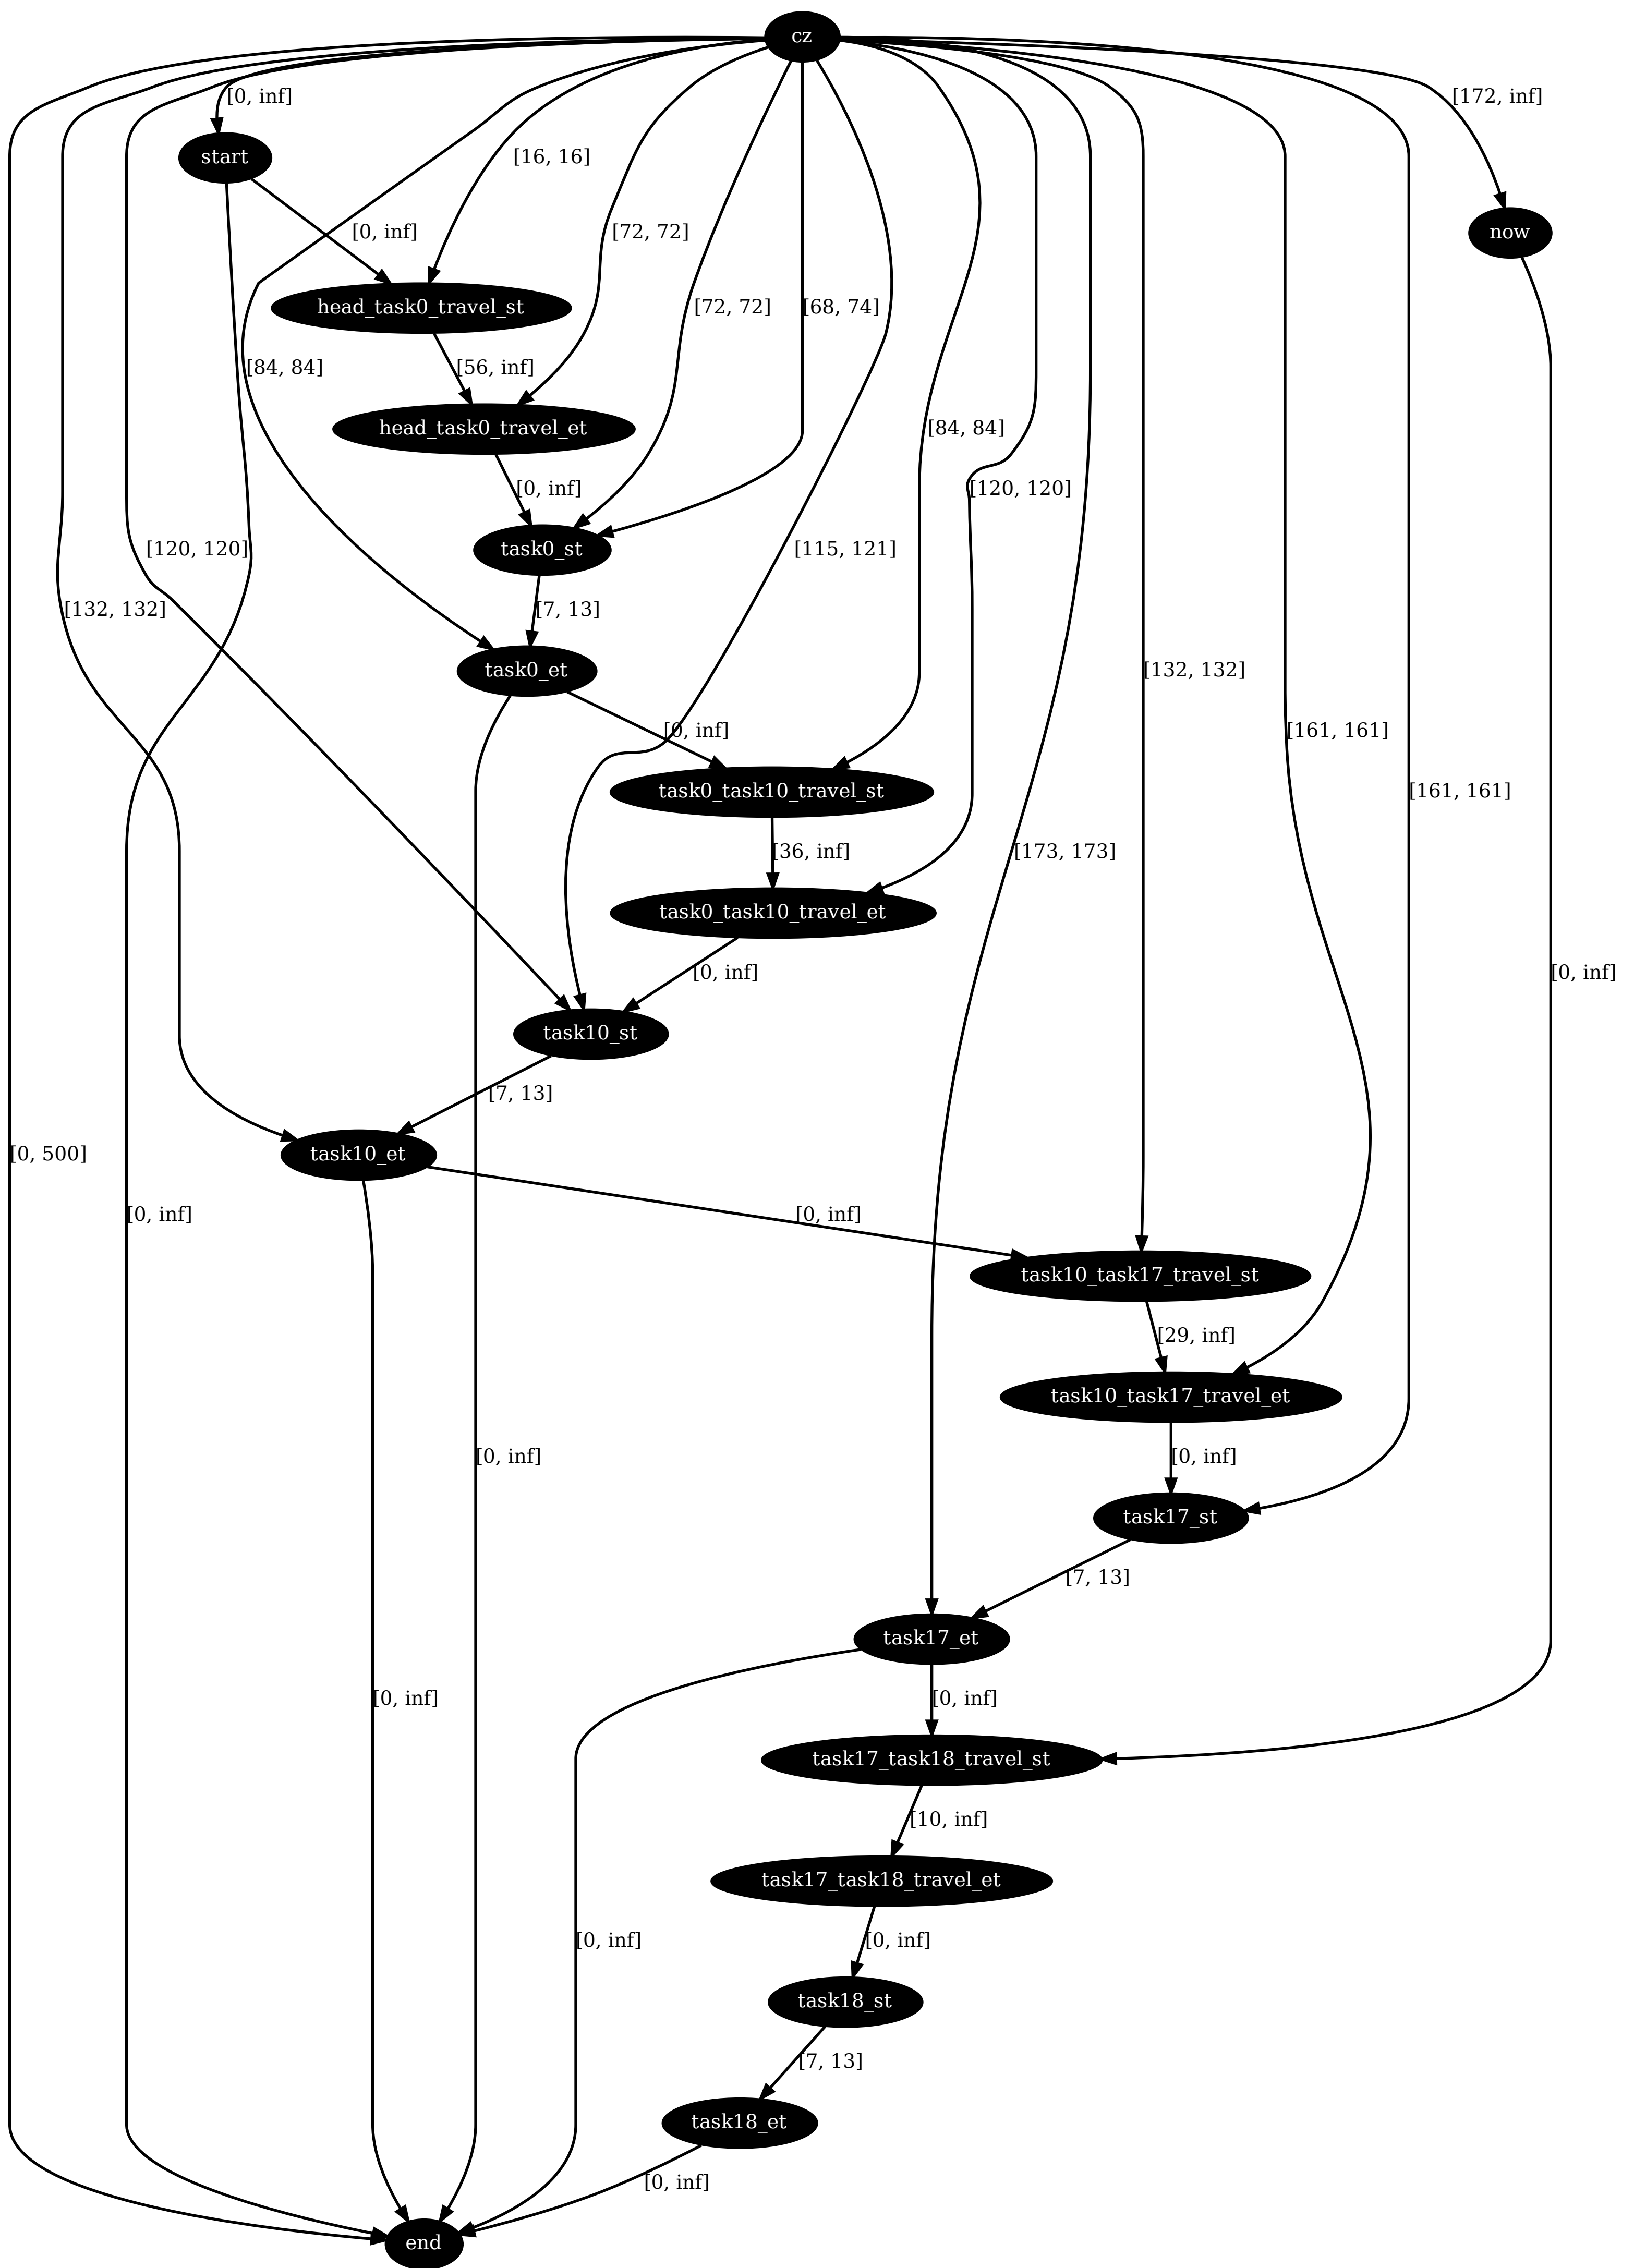 cz
[0, inf]
[172, inf]
start
[16, 16]
[0, inf]
[72, 72]
now
head_task0_travel_st
[72, 72]
[68, 74]
[84, 84]
[56, inf]
head_task0_travel_et
[84, 84]
[0, inf]
[120, 120]
task0_st
[120, 120]
[115, 121]
[132, 132]
[7, 13]
task0_et
[132, 132]
[0, inf]
[161, 161]
task0_task10_travel_st
[161, 161]
[36, inf]
[173, 173]
task0_task10_travel_et
[0, inf]
[0, inf]
task10_st
[7, 13]
[0, 500]
task10_et
[0, inf]
[0, inf]
task10_task17_travel_st
[29, inf]
task10_task17_travel_et
[0, inf]
[0, inf]
task17_st
[7, 13]
task17_et
[0, inf]
[0, inf]
task17_task18_travel_st
[10, inf]
task17_task18_travel_et
[0, inf]
[0, inf]
task18_st
[7, 13]
task18_et
[0, inf]
end